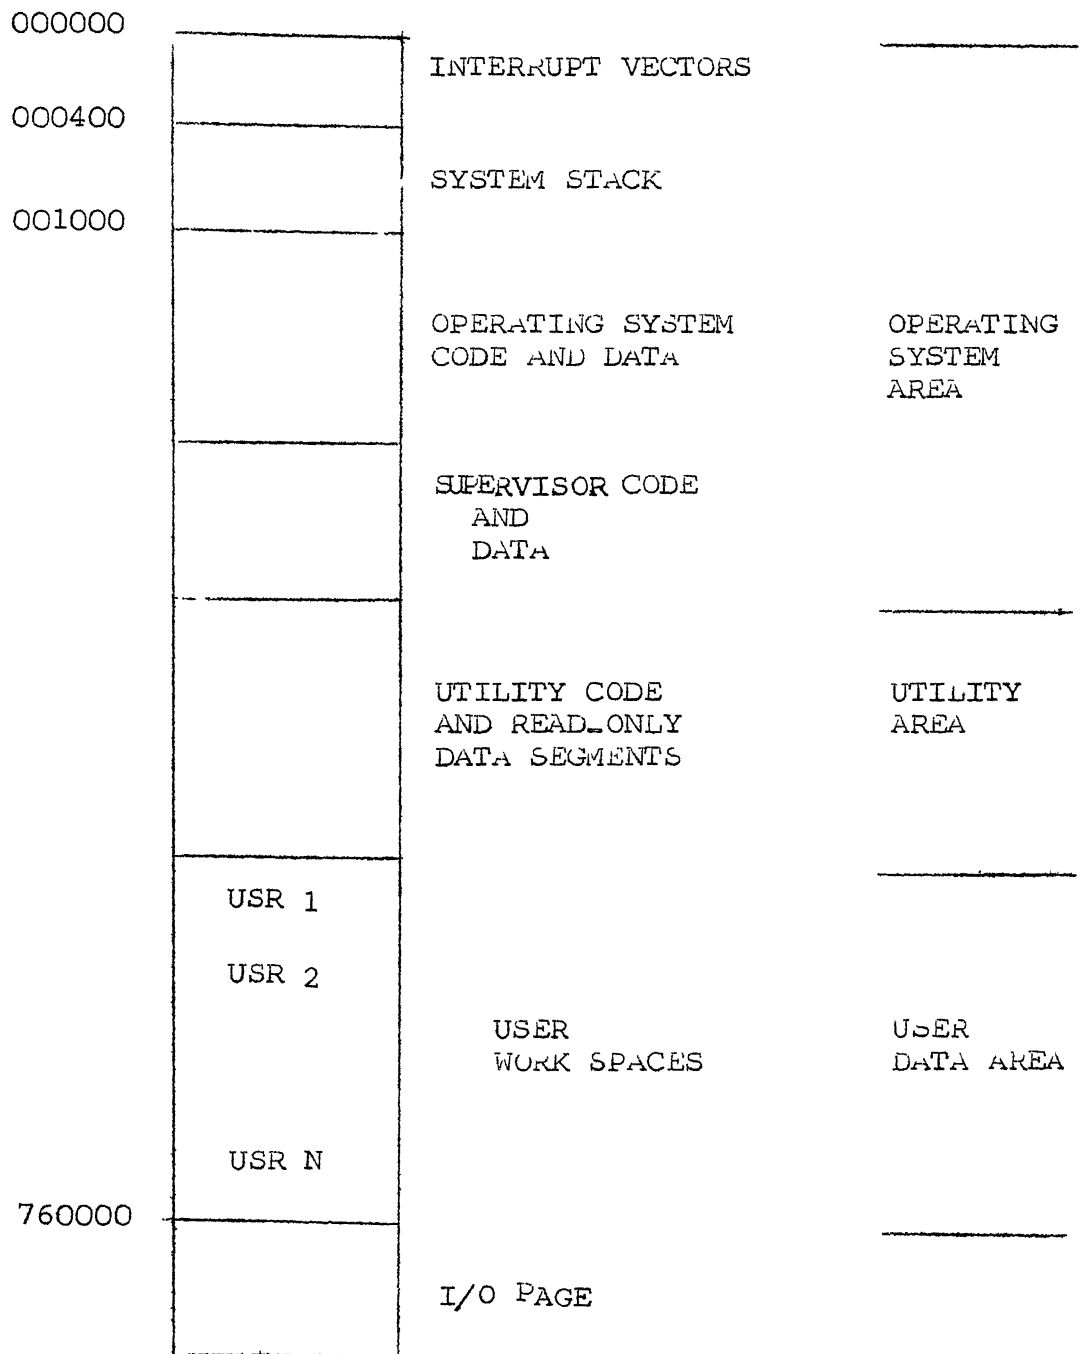 000000
INTERRUPT VECTORS
000400
SYSTEM STACK
001000
OPERATING SYSTEM
CODE AND DATA
OPERATING
SYSTEM
AREA
SUPERVISOR CODE
AND
DATA
UTILITY CODE
AND READ-ONLY
DATA SEGMENTS
UTILITY
AREA
USR 1
USR 2
USER
WORK SPACES
USER
DATA AREA
USR N
760000
I/O PAGE